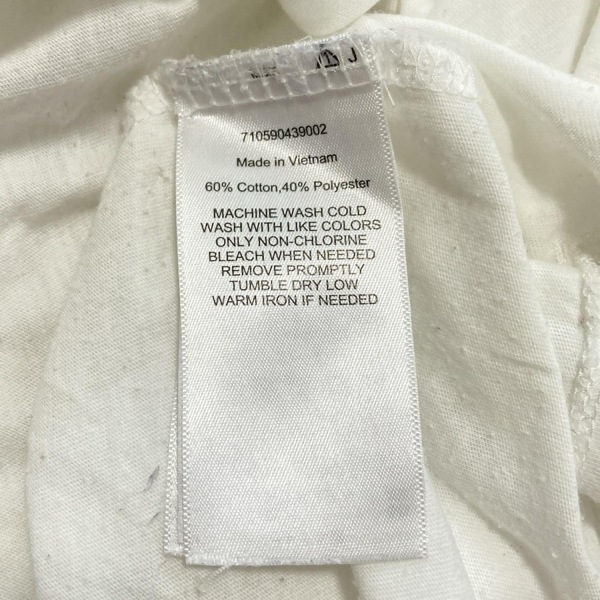 710590439002
Made in Vietnam
60% Cotton,40% Polyester
MACHINE WASH COLD
WASH WITH LIKE COLORS
ONLY NON-CHLORINE
BLEACH WHEN NEEDED
REMOVE PROMPTLY
TUMBLE DRY LOW
WARM IRON IF NEEDED